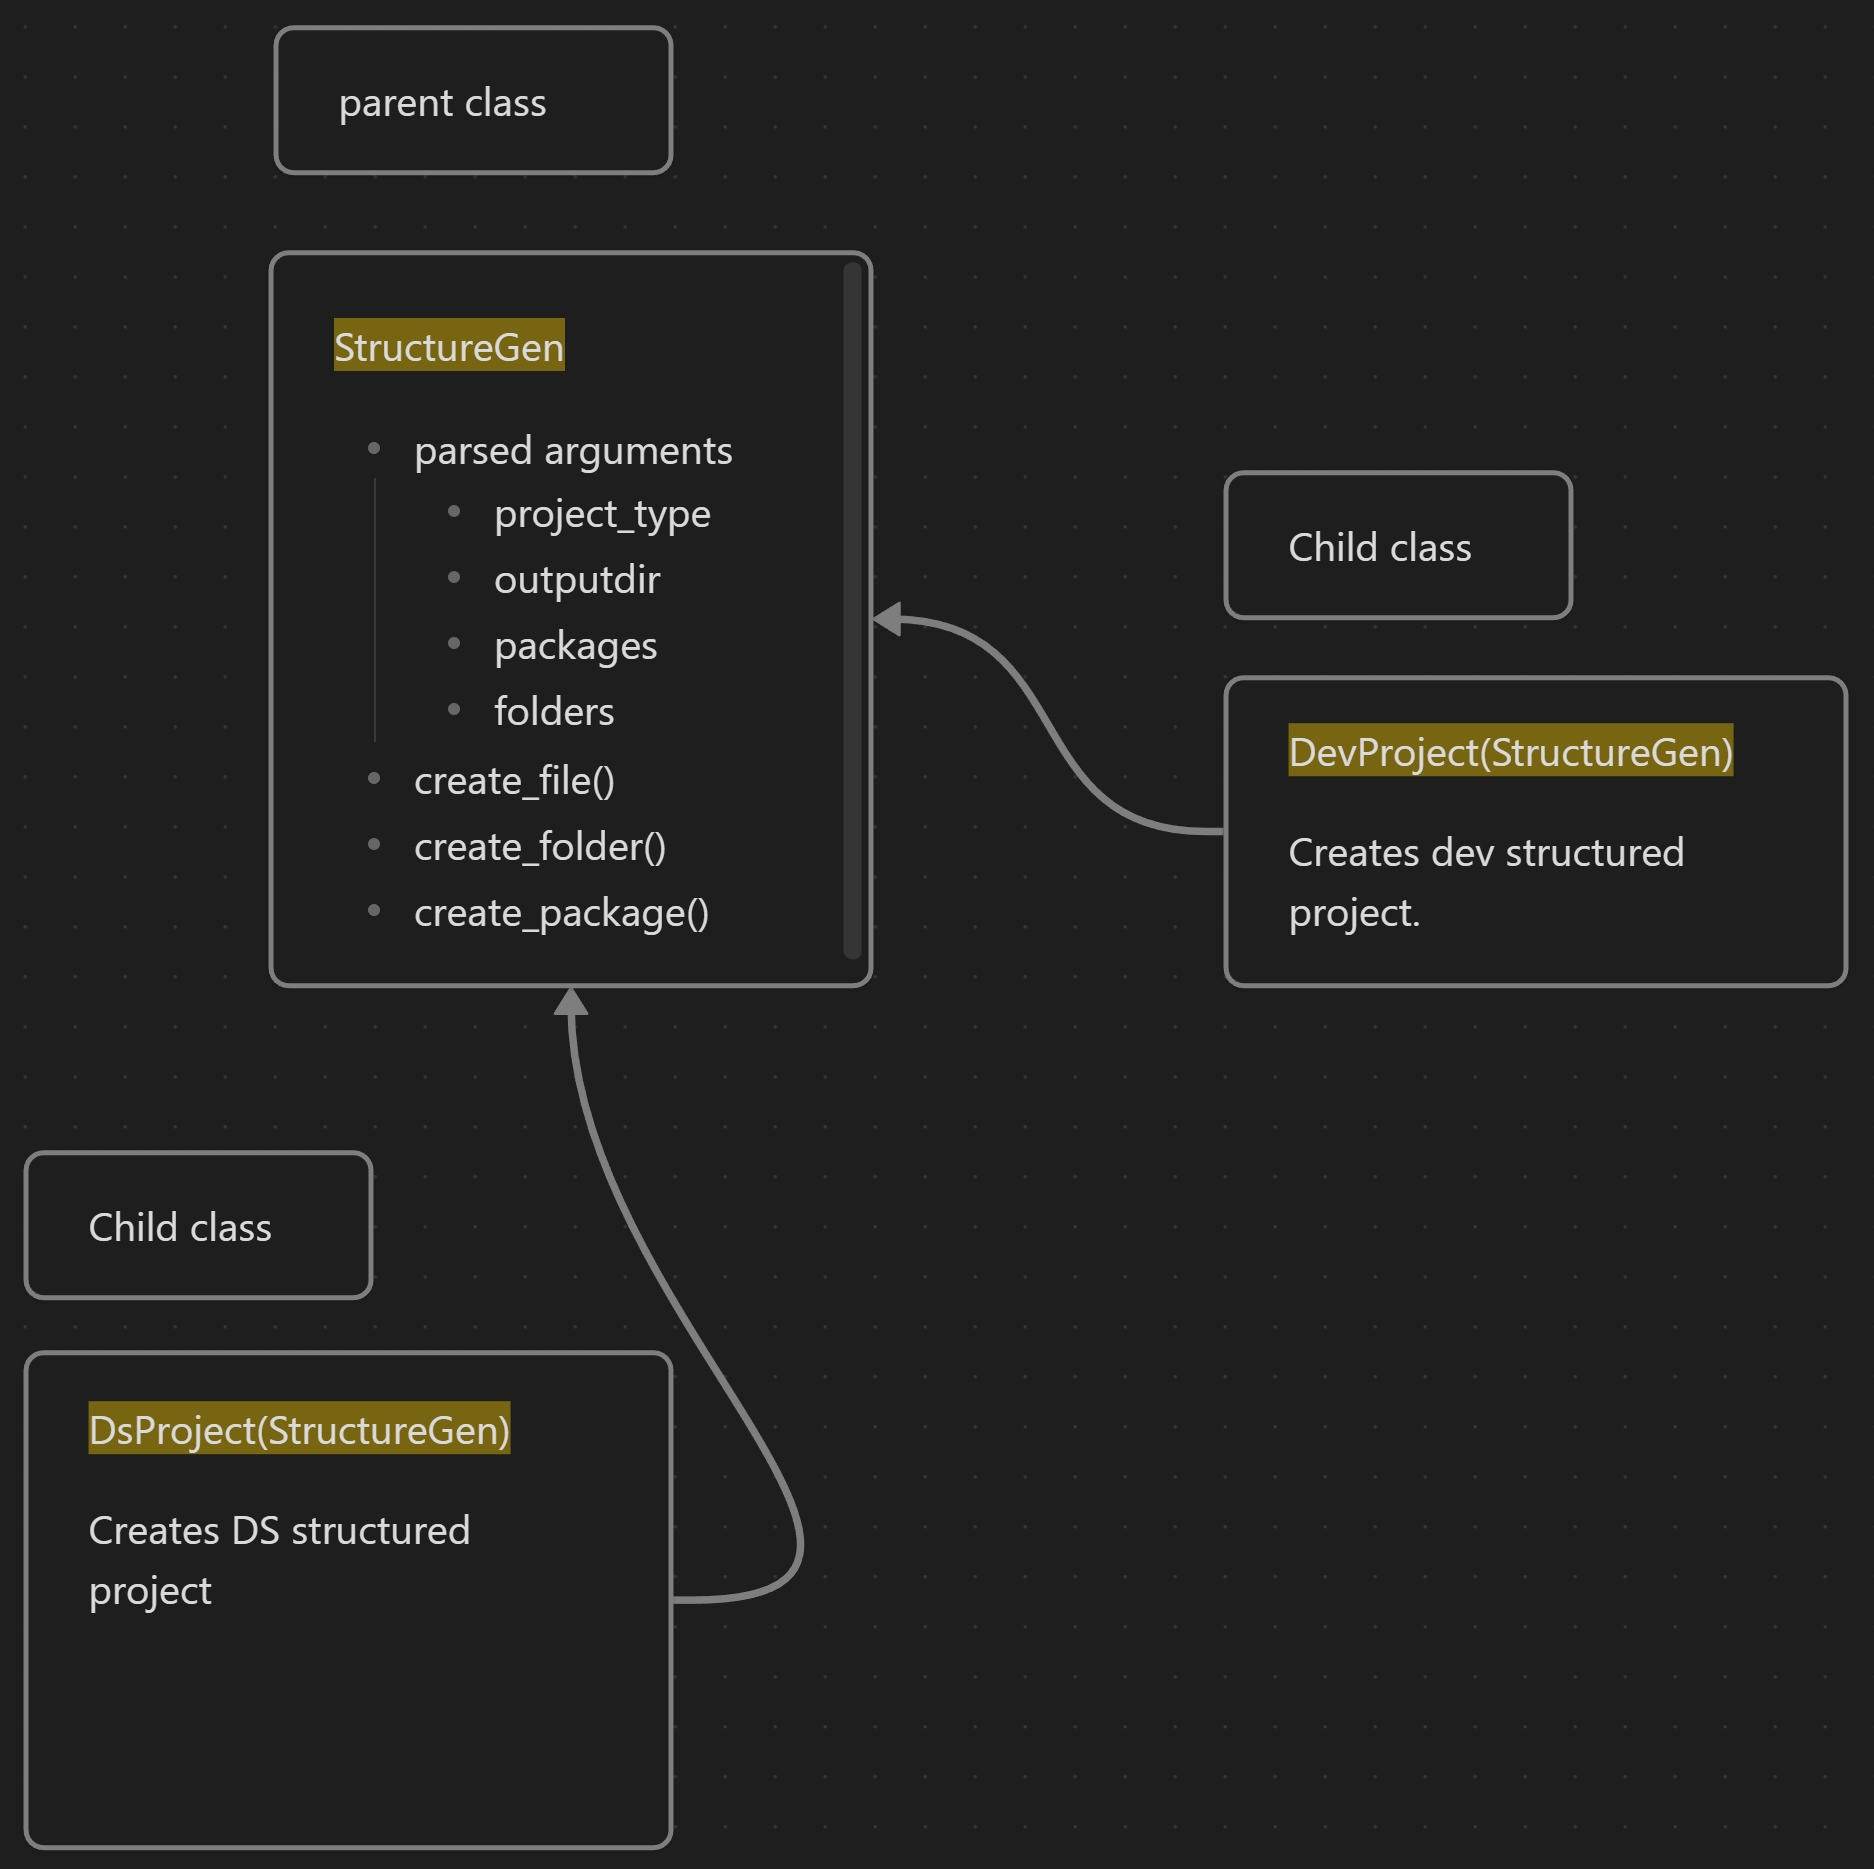 parent class
StructureGen
parsed arguments
project_type
outputdir
packages
folders
create_file()
create_folder()
create_package()
Child class
DevProject(StructureGen)
Creates dev structured
project.
Child class
DsProject(StructureGen)
Creates DS structured
project